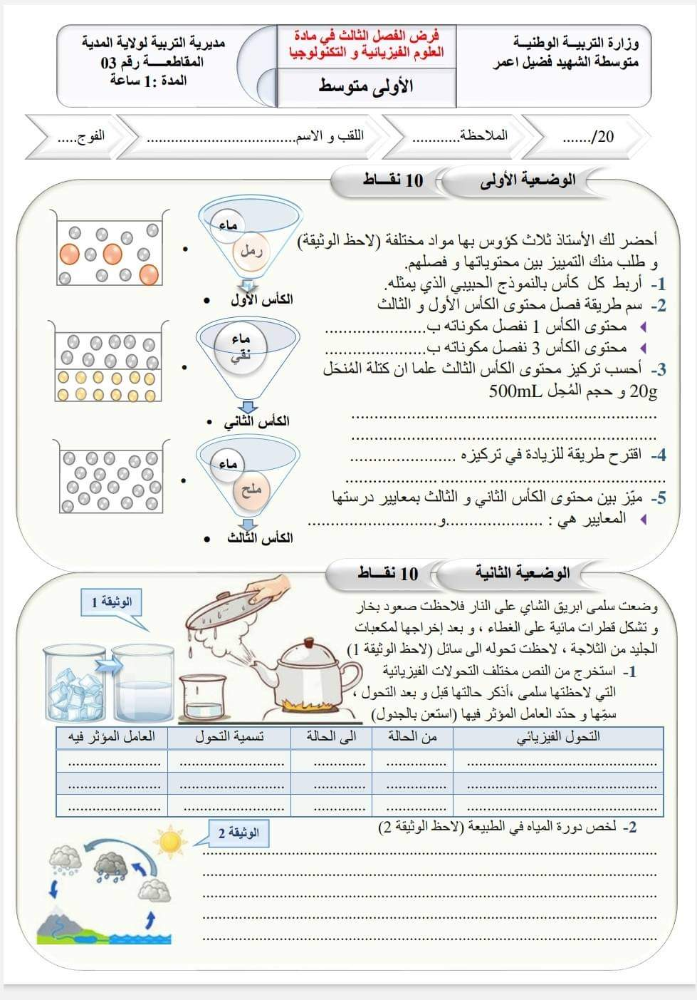 وزارة التربيــة الوطنيــة
متوسطة الشهيد فضيل اعمر
فرض الفصل الثالث في مادة
العلوم الفيزيائية و التكنولوجيا
الأولى متوسط
مديرية التربية لولاية المدية
المقاطعــــة رقم 03
المدة :1 ساعة
20/.......
الملاحظة............
اللقب و الاسم.....................................
الفوج.....
الوضعية الأولى
10 نقــاط
أحضر لك الأستاذ ثلاث كؤوس بها مواد مختلفة (لاحظ الوثيقة)
و طلب منك التمييز بين محتوياتها و فصلهم.
1- أربط كل كأس بالنموذج الحبيبي الذي يمثله.
2- سم طريقة فصل محتوى الكأس الأول و الثالث
محتوى الكأس 1 نفصل مكوناته ب......................
محتوى الكأس 3 نفصل مكوناته ب......................
3- أحسب تركيز محتوى الكأس الثالث علما ان كتلة المُنحَل
20g و حجم المُحِل 500mL
................................................................
................................................................
4- اقترح طريقة للزيادة في تركيزه .......................
................................................................
5- ميّز بين محتوى الكأس الثاني و الثالث بمعايير درستها
المعايير هي : .....................و...........................
ماء
رمل
الكأس الأول
ماء
نقي
الكأس الثاني
ماء
ملح
الكأس الثالث
الوضعية الثانية
10 نقــاط
وضعت سلمى ابريق الشاي على النار فلاحظت صعود بخار
و تشكل قطرات مائية على الغطاء ، و بعد إخراجها لمكعبات
الجليد من الثلاجة ، لاحظت تحوله الى سائل (لاحظ الوثيقة 1)
1- استخرج من النص مختلف التحولات الفيزيائية
التي لاحظتها سلمى ،أذكر حالتها قبل و بعد التحول ،
سمّها و حدّد العامل المؤثر فيها (استعن بالجدول)
الوثيقة 1
التحول الفيزيائي من الحالة الى الحالة تسمية التحول العامل المؤثر فيه
........................................ ............... ............. ........................ .....................
........................................ ............... ............. ........................ .....................
........................................ ............... ............. ........................ .....................
2- لخص دورة المياه في الطبيعة (لاحظ الوثيقة 2)
الوثيقة 2
................................................................................
................................................................................
................................................................................
................................................................................
................................................................................